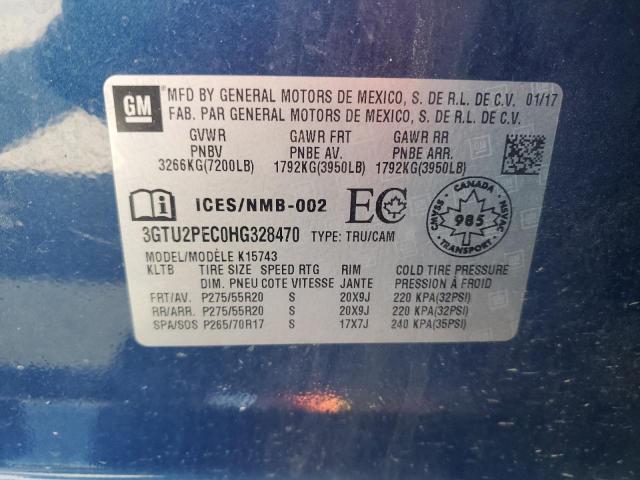 GM
MFD BY GENERAL MOTORS DE MEXICO, S. DE R.L. DE C.V. 01/17
FAB. PAR GENERAL MOTORS DE MEXICO, S. DE R.L. DE C.V.
GVWR GAWR FRT GAWR RR
PNBV PNBE AV. PNBE ARR.
3266KG(7200LB) 1792KG(3950LB) 1792KG(3950LB)
i ICES/NMB-002 EC
CANADA
CMVSS 985 NSVAC
TRANSPORT
3GTU2PEC0HG328470 TYPE: TRU/CAM
MODEL/MODÈLE K15743
KLTB TIRE SIZE SPEED RTG RIM COLD TIRE PRESSURE
DIM. PNEU COTE VITESSE JANTE PRESSION À FROID
FRT/AV. P275/55R20 S 20X9J 220 KPA(32PSI)
RR/ARR. P275/55R20 S 20X9J 220 KPA(32PSI)
SPA/SOS P265/70R17 S 17X7J 240 KPA(35PSI)